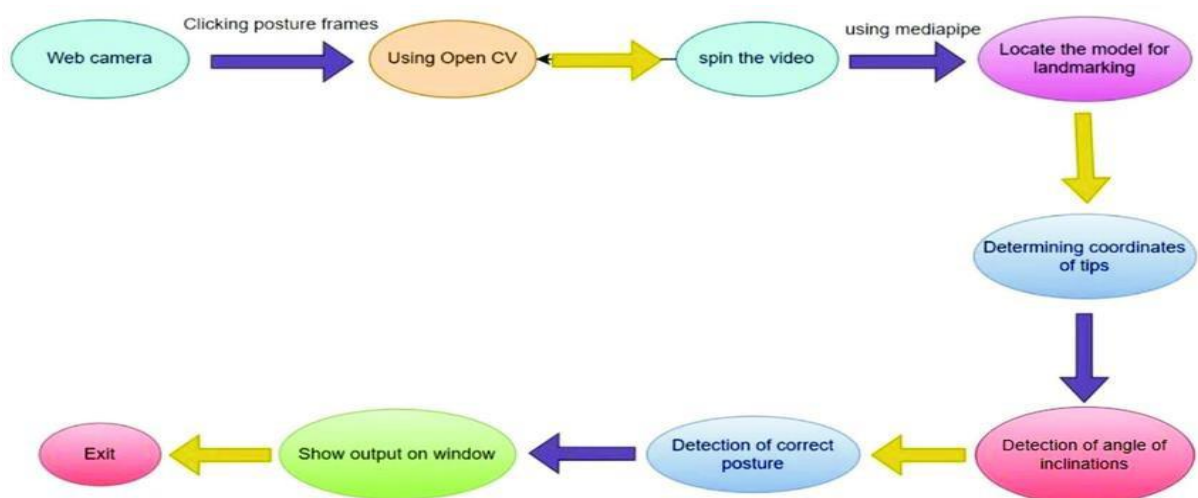 Clicking posture frames
using mediapipe
Web camera
Using Open CV
spin the video
Locate the model for
landmarking
Determining coordinates
of tips
Detection of angle of
inclinations
Detection of correct
posture
Show output on window
Exit